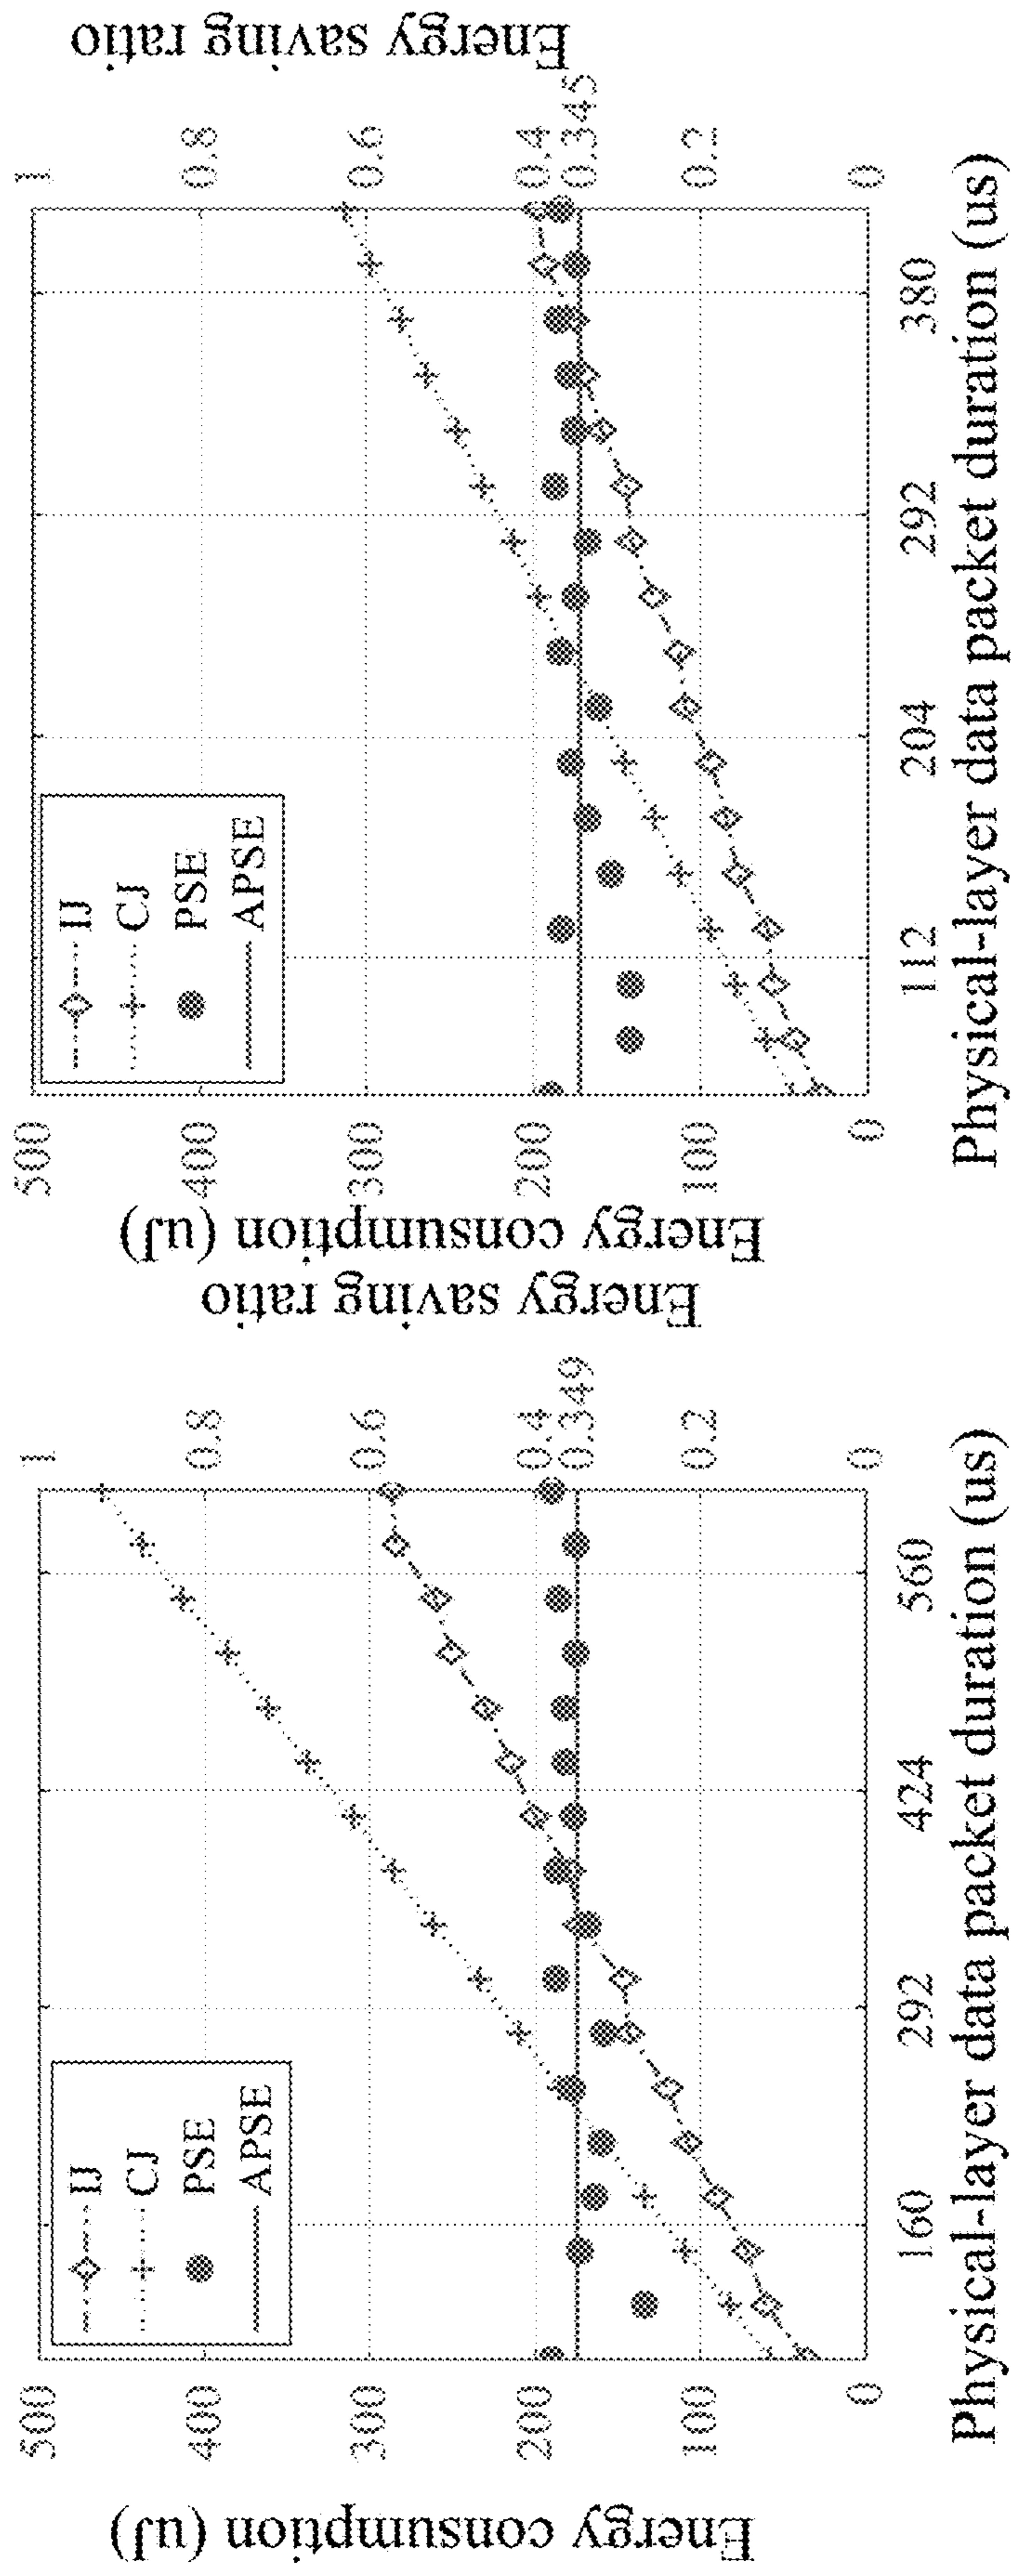 Energy consumption (uJ)
500
400
300
200
100
0
IJ
CJ
PSE
APSE
160
292
424
560
Physical-layer data packet duration (us)
1
0.8
0.6
0.4
0.349
0.2
0
Energy saving ratio
Energy consumption (uJ)
500
400
300
200
100
0
IJ
CJ
PSE
APSE
112
204
292
380
Physical-layer data packet duration (us)
1
0.8
0.6
0.4
0.345
0.2
0
Energy saving ratio